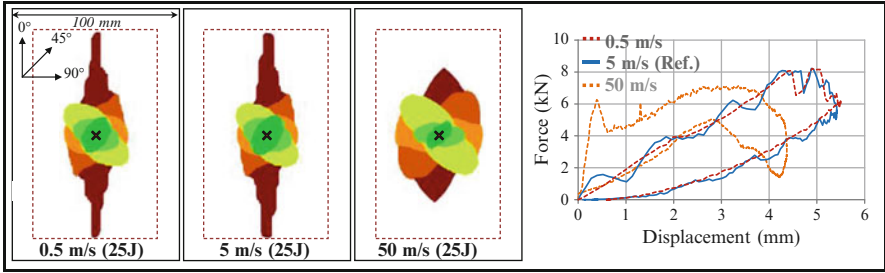 100 mm
0°
45°
90°
0.5 m/s (25J)
5 m/s (25J)
50 m/s (25J)
0.5 m/s
5 m/s (Ref.)
50 m/s
Force (kN)
10
8
6
4
2
0
0 1 2 3 4 5 6
Displacement (mm)